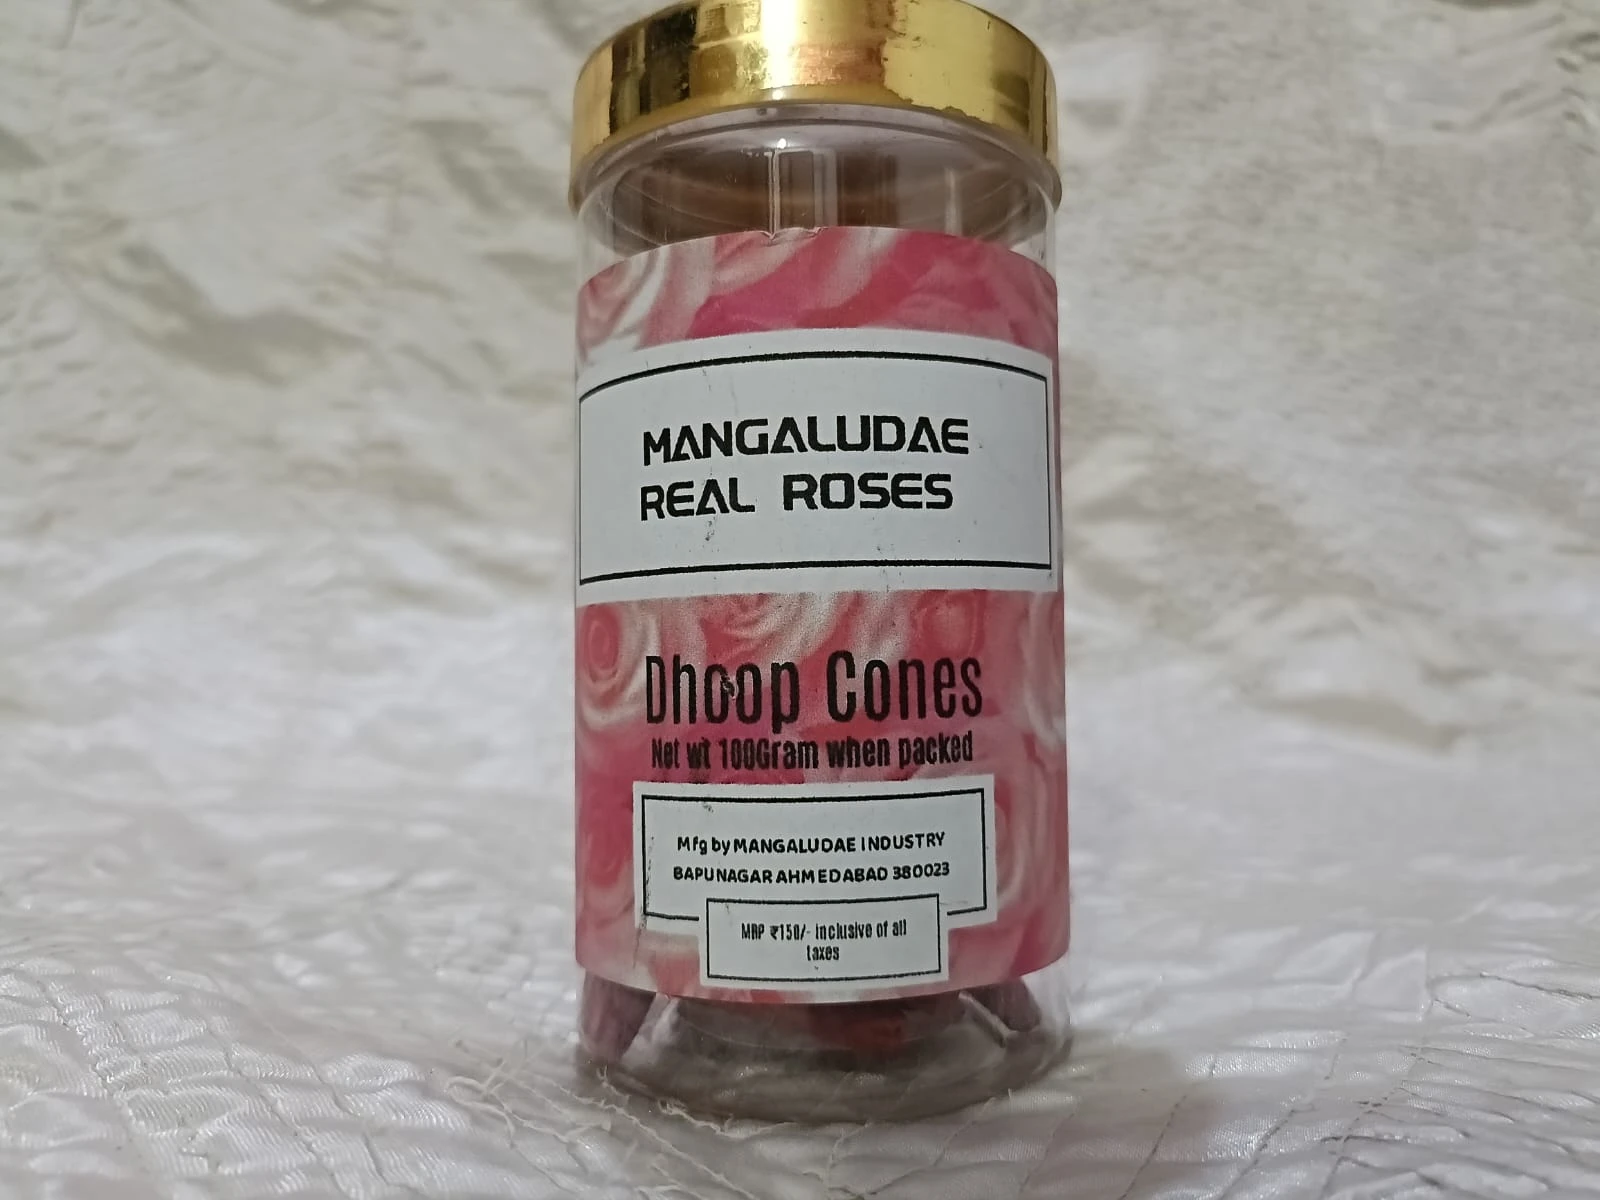 MANGALUDAE
REAL ROSES
Dhoop Cones
Net wt 100Gram when packed
Mfg by MANGALUDAE INDUSTRY
BAPUNAGAR AHMEDABAD 380023
MRP ₹150/- inclusive of all
taxes